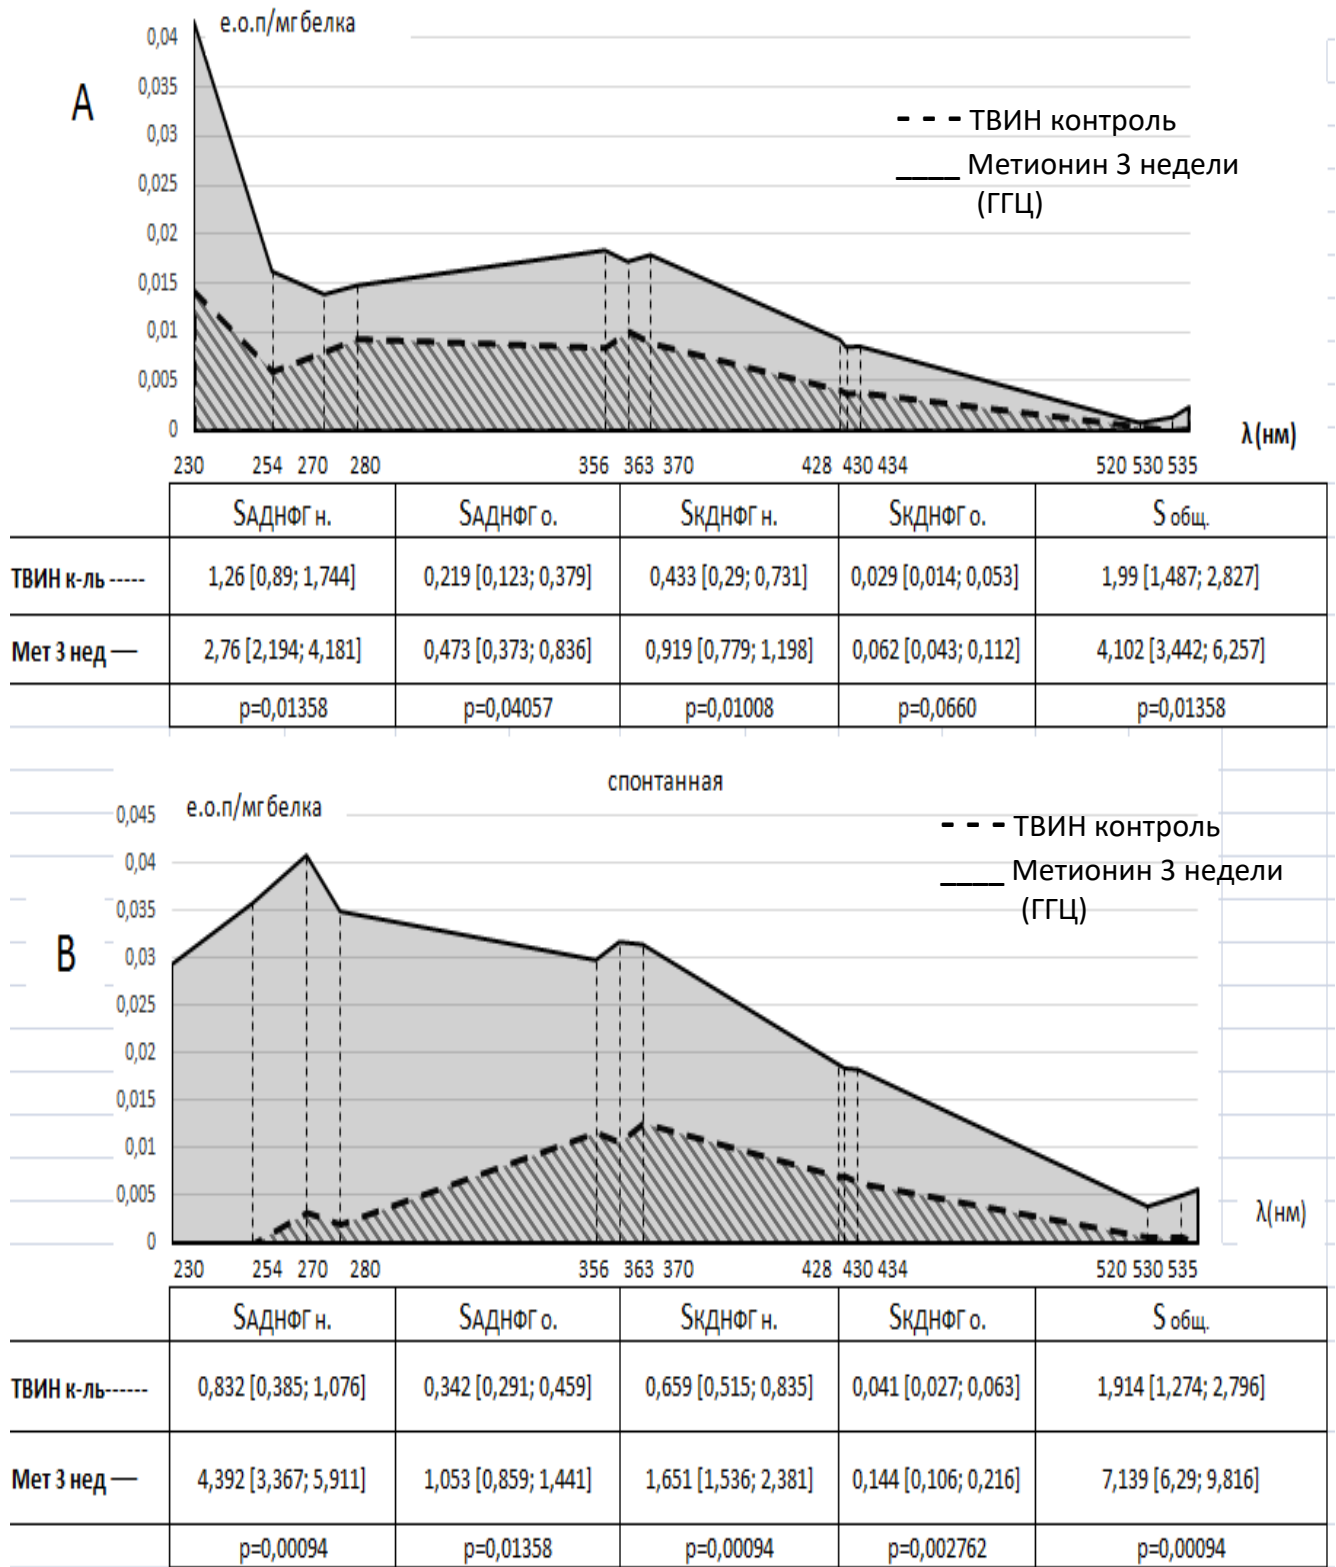 е.о.п/мг белка
0,04
0,035
A
0,03
- - - ТВИН контроль
____ Метионин 3 недели
(ГГЦ)
0,025
0,02
0,015
0,01
0,005
0
λ(нм)
230 254 270 280 356 363 370 428 430 434 520 530 535
SАДНФГ н. SАДНФГ о. SКДНФГ н. SКДНФГ о. S общ.
ТВИН к-ль ----- 1,26 [0,89; 1,744] 0,219 [0,123; 0,379] 0,433 [0,29; 0,731] 0,029 [0,014; 0,053] 1,99 [1,487; 2,827]
Мет 3 нед — 2,76 [2,194; 4,181] 0,473 [0,373; 0,836] 0,919 [0,779; 1,198] 0,062 [0,043; 0,112] 4,102 [3,442; 6,257]
p=0,01358 p=0,04057 p=0,01008 p=0,0660 p=0,01358
спонтанная
е.о.п/мг белка
0,045
- - - ТВИН контроль
____ Метионин 3 недели
(ГГЦ)
0,04
0,035
B
0,03
0,025
0,02
0,015
0,01
0,005
0
λ(нм)
230 254 270 280 356 363 370 428 430 434 520 530 535
SАДНФГ н. SАДНФГ о. SКДНФГ н. SКДНФГ о. S общ.
ТВИН к-ль------ 0,832 [0,385; 1,076] 0,342 [0,291; 0,459] 0,659 [0,515; 0,835] 0,041 [0,027; 0,063] 1,914 [1,274; 2,796]
Мет 3 нед — 4,392 [3,367; 5,911] 1,053 [0,859; 1,441] 1,651 [1,536; 2,381] 0,144 [0,106; 0,216] 7,139 [6,29; 9,816]
p=0,00094 p=0,01358 p=0,00094 p=0,002762 p=0,00094